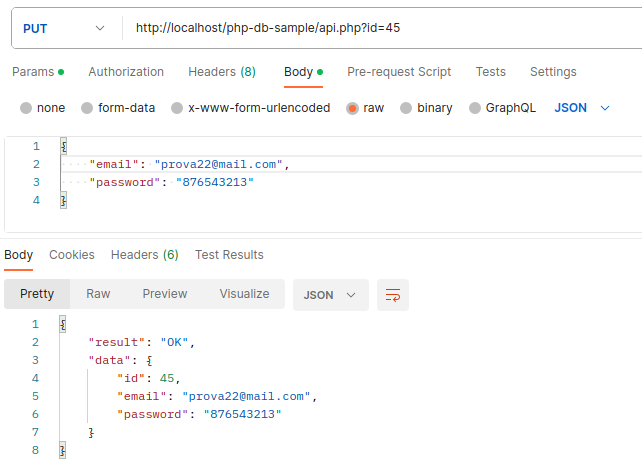 PUT http://localhost/php-db-sample/api.php?id=45
Params Authorization Headers (8) Body Pre-request Script Tests Settings
none form-data x-www-form-urlencoded raw binary GraphQL JSON
1 {
2 "email": "prova22@mail.com",
3 "password": "876543213"
4 }
Body Cookies Headers (6) Test Results
Pretty Raw Preview Visualize JSON
1 {
2 "result": "OK",
3 "data": {
4 "id": 45,
5 "email": "prova22@mail.com",
6 "password": "876543213"
7 }
8 }